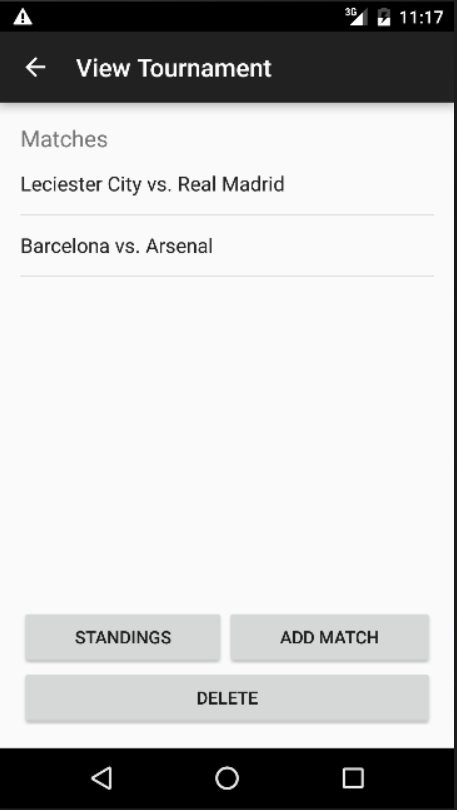 3G 11:17
View Tournament
Matches
Leciester City vs. Real Madrid
Barcelona vs. Arsenal
STANDINGS ADD MATCH
DELETE